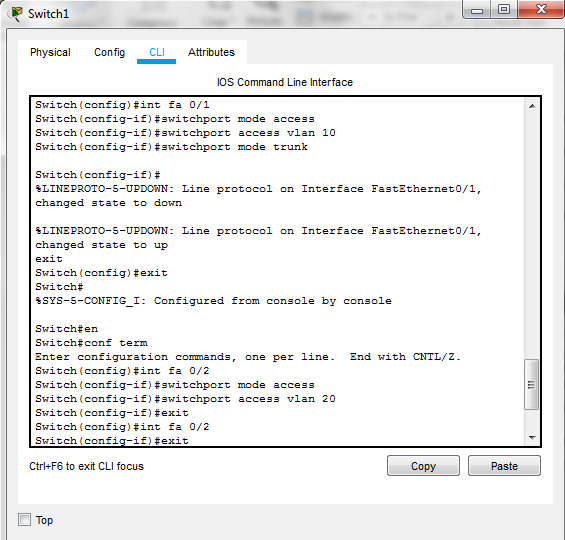 Switch1
Physical Config CLI Attributes
IOS Command Line Interface
Switch(config)#int fa 0/1
Switch(config-if)#switchport mode access
Switch(config-if)#switchport access vlan 10
Switch(config-if)#switchport mode trunk
Switch(config-if)#
%LINEPROTO-5-UPDOWN: Line protocol on Interface FastEthernet0/1,
changed state to down
%LINEPROTO-5-UPDOWN: Line protocol on Interface FastEthernet0/1,
changed state to up
exit
Switch(config)#exit
Switch#
%SYS-5-CONFIG_I: Configured from console by console
Switch#en
Switch#conf term
Enter configuration commands, one per line.  End with CNTL/Z.
Switch(config)#int fa 0/2
Switch(config-if)#switchport mode access
Switch(config-if)#switchport access vlan 20
Switch(config-if)#exit
Switch(config)#int fa 0/2
Switch(config-if)#exit
Ctrl+F6 to exit CLI focus
Copy Paste
Top